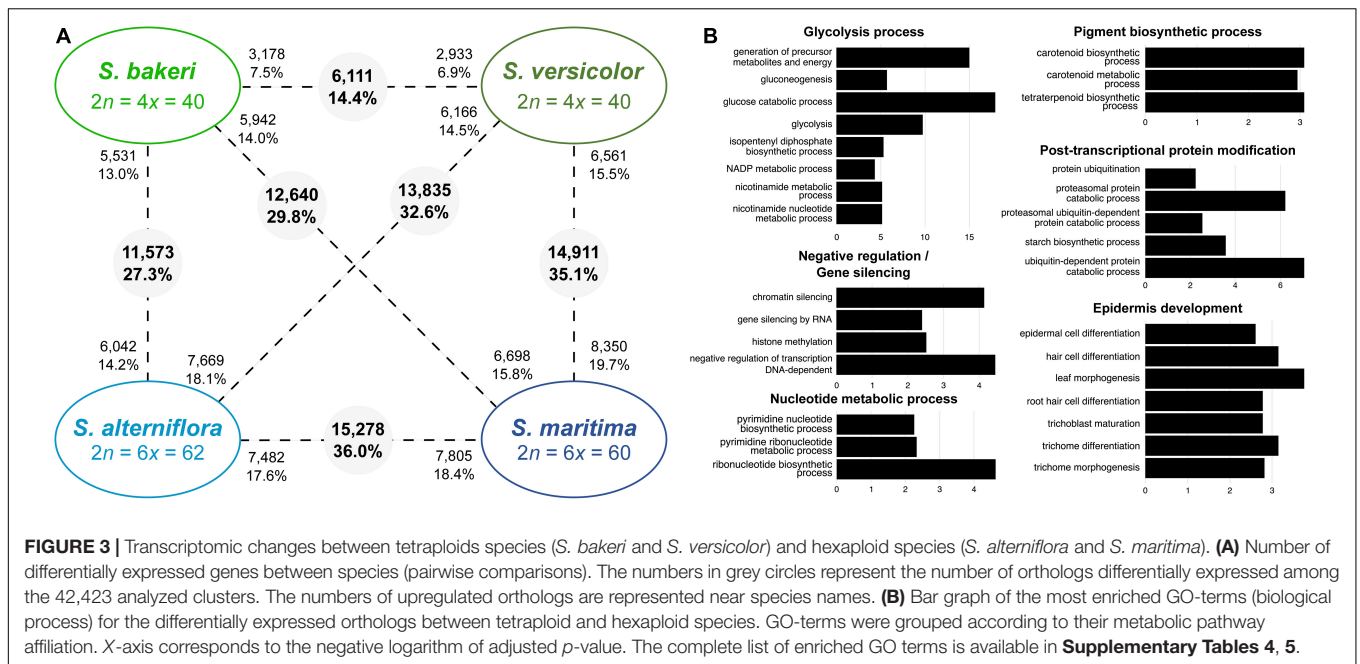 A
S. bakeri
2n = 4x = 40
3,178
7.5%
6,111
14.4%
2,933
6.9%
S. versicolor
2n = 4x = 40
5,942
14.0%
6,166
14.5%
5,531
13.0%
6,561
15.5%
12,640
29.8%
13,835
32.6%
11,573
27.3%
14,911
35.1%
6,042
14.2%
7,669
18.1%
6,698
15.8%
8,350
19.7%
S. alterniflora
2n = 6x = 62
15,278
36.0%
7,482
17.6%
7,805
18.4%
S. maritima
2n = 6x = 60
B
Glycolysis process
generation of precursor
metabolites and energy
gluconeogenesis
glucose catabolic process
glycolysis
isopentenyl diphosphate
biosynthetic process
NADP metabolic process
nicotinamide metabolic
process
nicotinamide nucleotide
metabolic process
0 5 10 15
Negative regulation /
Gene silencing
chromatin silencing
gene silencing by RNA
histone methylation
negative regulation of transcription
DNA-dependent
0 1 2 3 4
Nucleotide metabolic process
pyrimidine nucleotide
biosynthetic process
pyrimidine ribonucleotide
metabolic process
ribonucleotide biosynthetic
process
0 1 2 3 4
Pigment biosynthetic process
carotenoid biosynthetic
process
carotenoid metabolic
process
tetraterpenoid biosynthetic
process
0 1 2 3
Post-transcriptional protein modification
protein ubiquitination
proteasomal protein
catabolic process
proteasomal ubiquitin-dependent
protein catabolic process
starch biosynthetic process
ubiquitin-dependent protein
catabolic process
0 2 4 6
Epidermis development
epidermal cell differentiation
hair cell differentiation
leaf morphogenesis
root hair cell differentiation
trichoblast maturation
trichome differentiation
trichome morphogenesis
0 1 2 3
FIGURE 3 | Transcriptomic changes between tetraploids species (S. bakeri and S. versicolor) and hexaploid species (S. alterniflora and S. maritima). (A) Number of
differentially expressed genes between species (pairwise comparisons). The numbers in grey circles represent the number of orthologs differentially expressed among
the 42,423 analyzed clusters. The numbers of upregulated orthologs are represented near species names. (B) Bar graph of the most enriched GO-terms (biological
process) for the differentially expressed orthologs between tetraploid and hexaploid species. GO-terms were grouped according to their metabolic pathway
affiliation. X-axis corresponds to the negative logarithm of adjusted p-value. The complete list of enriched GO terms is available in Supplementary Tables 4, 5.